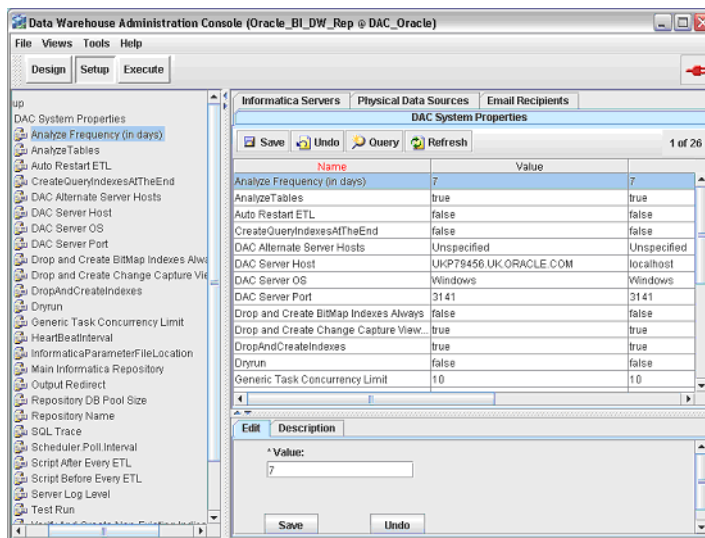 Data Warehouse Administration Console (Oracle_BI_DW_Rep @ DAC_Oracle)
File Views Tools Help
Design Setup Execute
up
DAC System Properties
Analyze Frequency (in days)
AnalyzeTables
Auto Restart ETL
CreateQueryIndexesAtTheEnd
DAC Alternate Server Hosts
DAC Server Host
DAC Server OS
DAC Server Port
Drop and Create BitMap Indexes Alwa
Drop and Create Change Capture Vie
DropAndCreateIndexes
Dryrun
Generic Task Concurrency Limit
HeartBeatInterval
InformaticaParameterFileLocation
Main Informatica Repository
Output Redirect
Repository DB Pool Size
Repository Name
SQL Trace
Scheduler.Poll.Interval
Script After Every ETL
Script Before Every ETL
Server Log Level
Test Run
Informatica Servers Physical Data Sources Email Recipients
DAC System Properties
Save Undo Query Refresh 1 of 26
Name Value
Analyze Frequency (in days) 7 7
AnalyzeTables true true
Auto Restart ETL false false
CreateQueryIndexesAtTheEnd false false
DAC Alternate Server Hosts Unspecified Unspecified
DAC Server Host UKP79456.UK.ORACLE.COM localhost
DAC Server OS Windows Windows
DAC Server Port 3141 3141
Drop and Create BitMap Indexes Always false false
Drop and Create Change Capture View... true true
DropAndCreateIndexes true true
Dryrun false false
Generic Task Concurrency Limit 10 10
Edit Description
* Value:
7
Save Undo